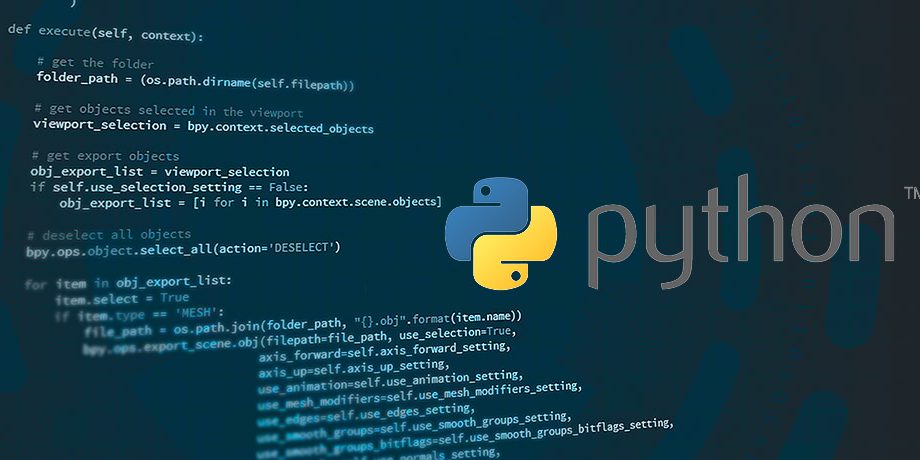 )
def execute(self, context):
# get the folder
folder_path = (os.path.dirname(self.filepath))
# get objects selected in the viewport
viewport_selection = bpy.context.selected_objects
# get export objects
obj_export_list = viewport_selection
if self.use_selection_setting == False:
obj_export_list = [i for i in bpy.context.scene.objects]
# deselect all objects
bpy.ops.object.select_all(action='DESELECT')
for item in obj_export_list:
item.select = True
if item.type == 'MESH':
file_path = os.path.join(folder_path, "{}.obj".format(item.name))
bpy.ops.export_scene.obj(filepath=file_path, use_selection=True,
axis_forward=self.axis_forward_setting,
axis_up=self.axis_up_setting,
use_animation=self.use_animation_setting,
use_mesh_modifiers=self.use_mesh_modifiers_setting,
use_edges=self.use_edges_setting,
use_smooth_groups=self.use_smooth_groups_setting,
use_smooth_groups_bitflags=self.use_smooth_groups_bitflags_setting,
normals_setting,
python TM